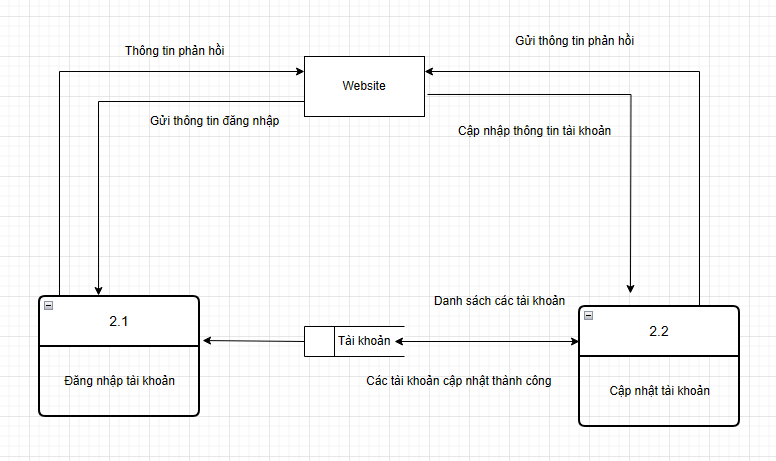 Gửi thông tin phản hồi
Thông tin phản hồi
Website
Gửi thông tin đăng nhập
Cập nhập thông tin tài khoản
Danh sách các tài khoản
2.1
2.2
Tài khoản
Đăng nhập tài khoản
Các tài khoản cập nhật thành công
Cập nhật tài khoản